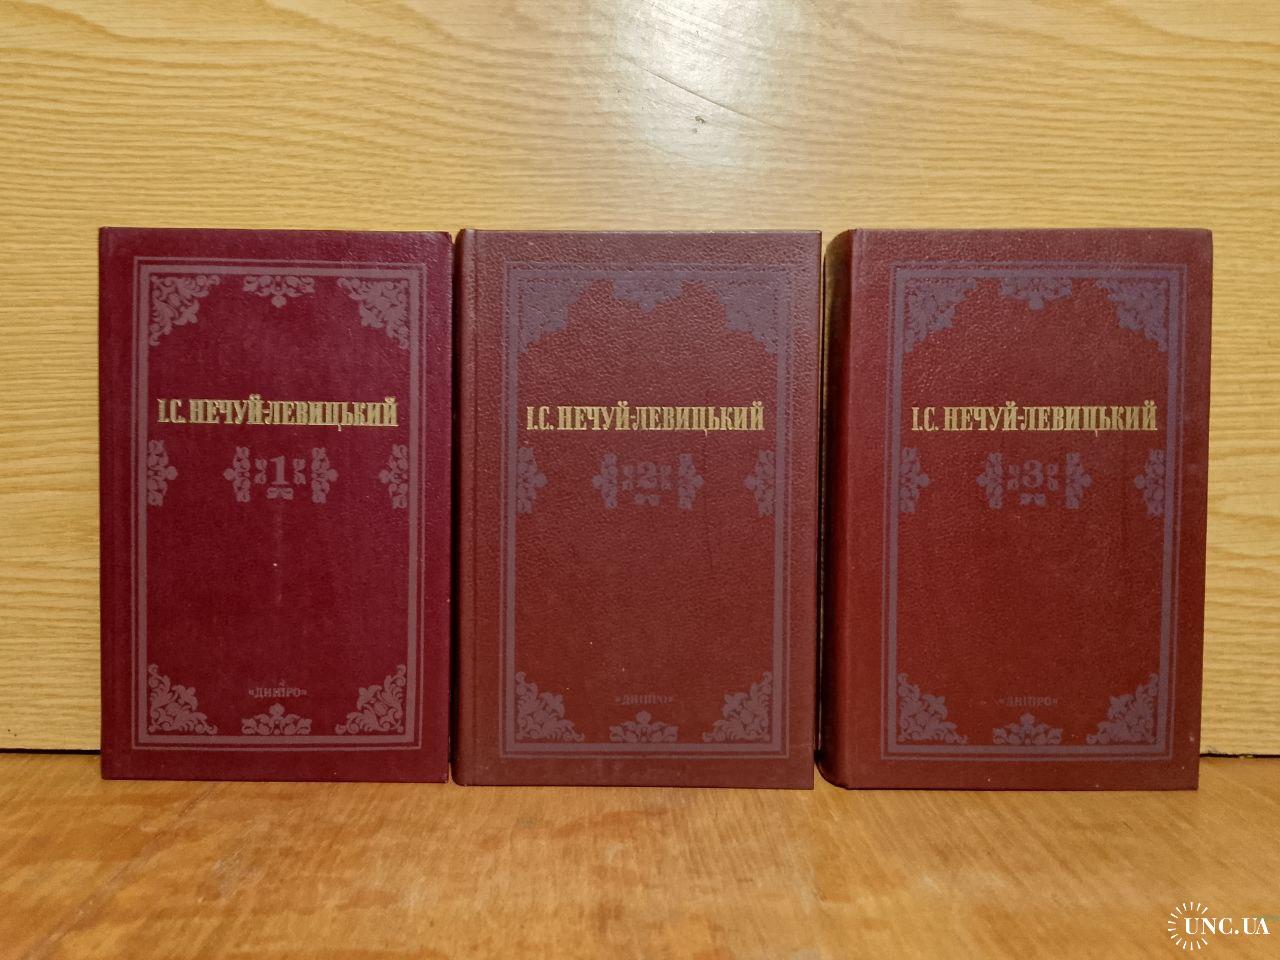 І.С. НЕЧУЙ-ЛЕВИЦЬКИЙ
1
«ДНІПРО»
І.С. НЕЧУЙ-ЛЕВИЦЬКИЙ
2
«ДНІПРО»
І.С. НЕЧУЙ-ЛЕВИЦЬКИЙ
3
«ДНІПРО»
UNC.UA